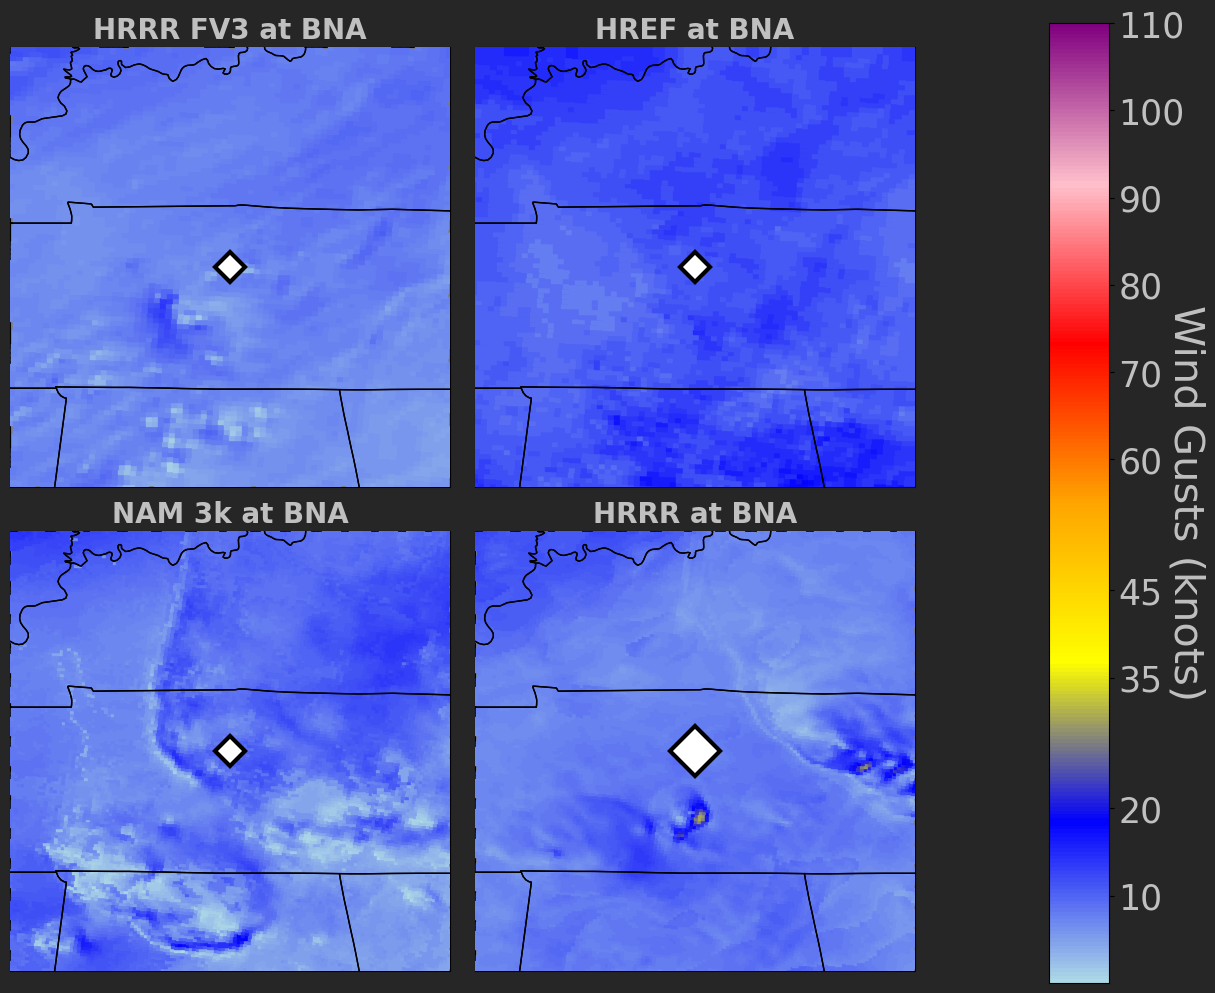 HRRR FV3 at BNA
HREF at BNA
NAM 3k at BNA
HRRR at BNA
110
100
90
80
70
60
45
35
20
10
Wind Gusts (knots)